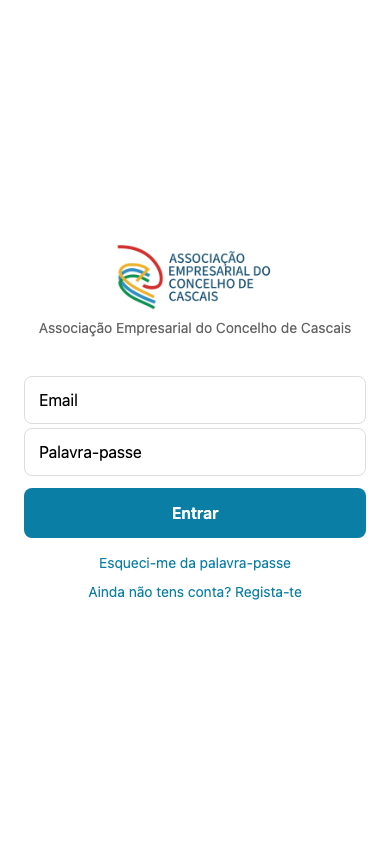 ASSOCIAÇÃO
EMPRESARIAL DO
CONCELHO DE
CASCAIS
Associação Empresarial do Concelho de Cascais
Email
Palavra-passe
Entrar
Esqueci-me da palavra-passe
Ainda não tens conta? Regista-te